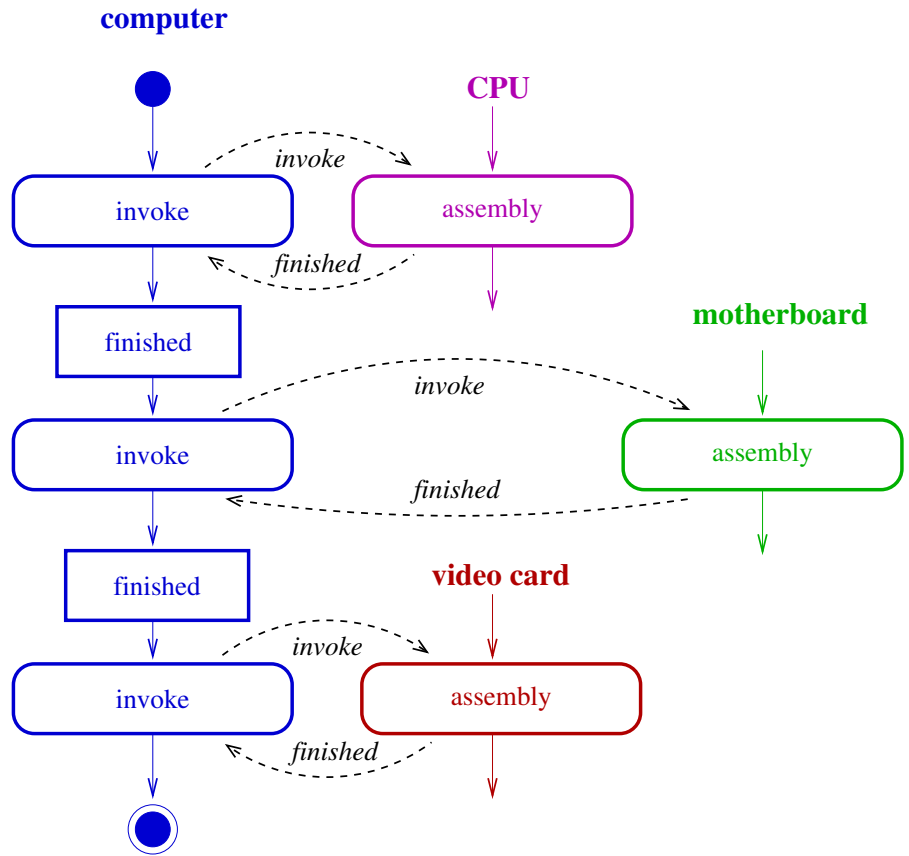 computer
CPU
invoke
invoke
assembly
finished
motherboard
finished
invoke
invoke
assembly
finished
video card
finished
invoke
invoke
assembly
finished